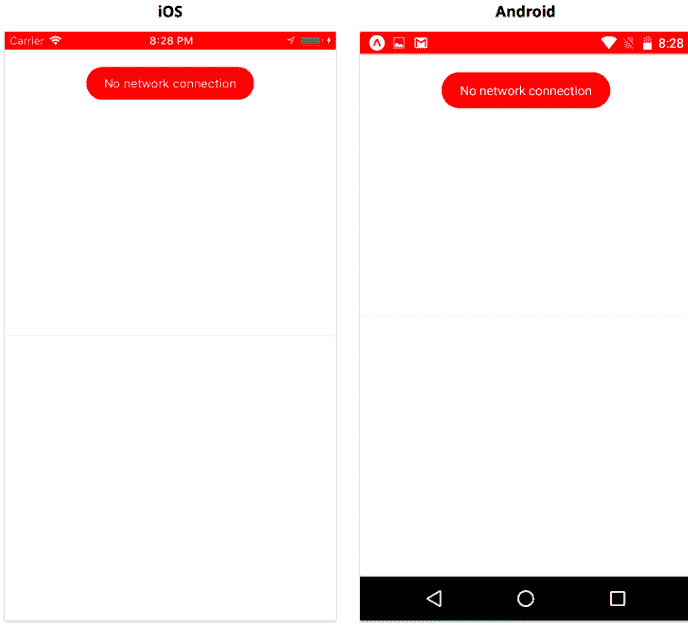 iOS
Android
Carrier
8:28 PM
8:28
No network connection
No network connection